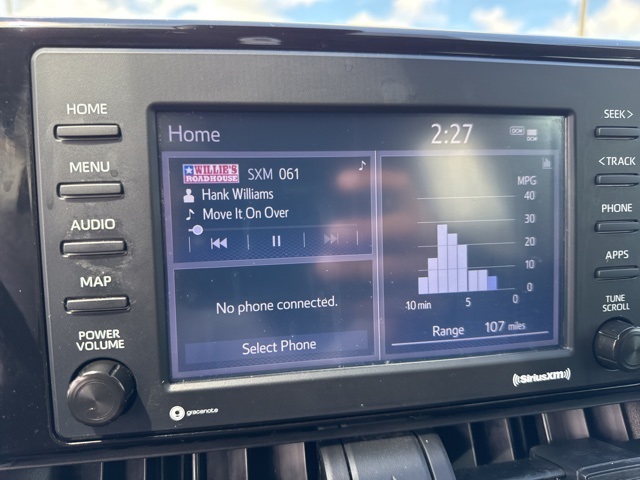 HOME
MENU
AUDIO
MAP
POWER
VOLUME
Home
2:27
DCM
DCM
WILLIE'S
ROADHOUSE
SXM 061
Hank Williams
Move It On Over
No phone connected.
Select Phone
MPG
40
30
20
10
0
-10 min
5
0
Range 107 miles
SEEK >
< TRACK
PHONE
APPS
TUNE
SCROLL
gracenote
((SiriusXM))